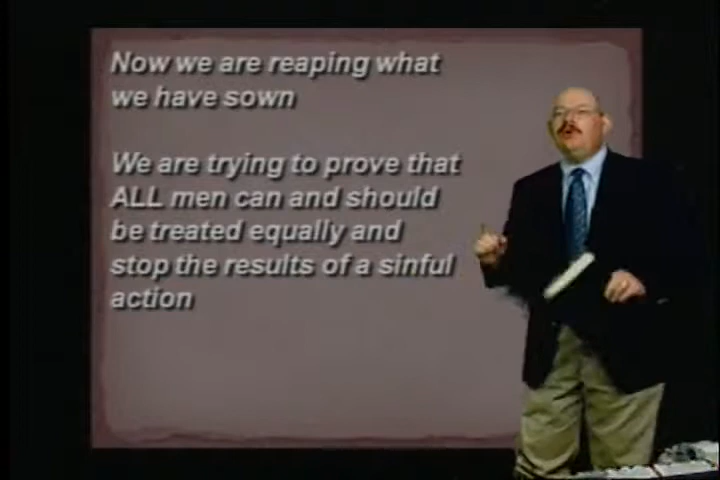 Now we are reaping what
we have sown
We are trying to prove that
ALL men can and should
be treated equally and
stop the results of a sinful
action